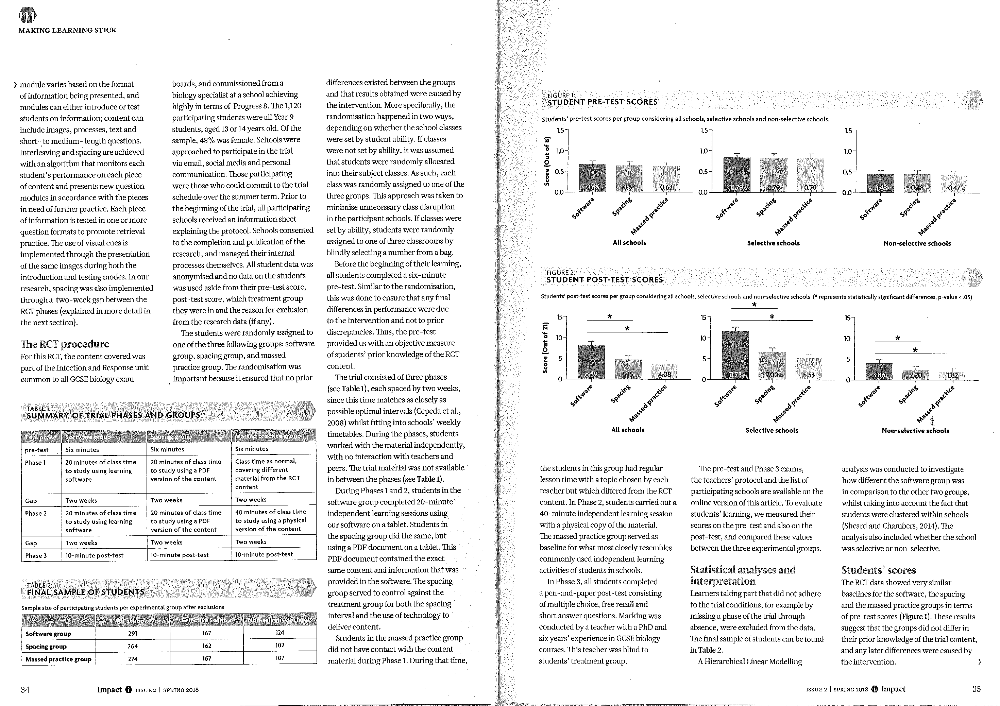 MAKING LEARNING STICK
❯ module varies based on the format
of information being presented, and
modules can either introduce or test
students on information; content can
include images, processes, text and
short- to medium- length questions.
Interleaving and spacing are achieved
with an algorithm that monitors each
student's performance on each piece
of content and presents new question
modules in accordance with the pieces
in need of further practice. Each piece
of information is tested in one or more
question formats to promote retrieval
practice. The use of visual cues is
implemented through the presentation
of the same images during both the
introduction and testing modes. In our
research, spacing was also implemented
through a two-week gap between the
RCT phases (explained in more detail in
the next section).
The RCT procedure
For this RCT, the content covered was
part of the Infection and Response unit
common to all GCSE biology exam
boards, and commissioned from a
biology specialist at a school achieving
highly in terms of Progress 8. The 1,120
participating students were all Year 9
students, aged 13 or 14 years old. Of the
sample, 48% was female. Schools were
approached to participate in the trial
via email, social media and personal
communication. Those participating
were those who could commit to the trial
schedule over the summer term. Prior to
the beginning of the trial, all participating
schools received an information sheet
explaining the protocol. Schools consented
to the completion and publication of the
research, and managed their internal
processes themselves. All student data was
anonymised and no data on the students
was used aside from their pre-test score,
post-test score, which treatment group
they were in and the reason for exclusion
from the research data (if any).
The students were randomly assigned to
one of the three following groups: software
group, spacing group, and massed
practice group. The randomisation was
important because it ensured that no prior
differences existed between the groups
and that results obtained were caused by
the intervention. More specifically, the
randomisation happened in two ways,
depending on whether the school classes
were set by student ability. If classes
were not set by ability, it was assumed
that students were randomly allocated
into their subject classes. As such, each
class was randomly assigned to one of the
three groups. This approach was taken to
minimise unnecessary class disruption
in the participant schools. If classes were
set by ability, students were randomly
assigned to one of three classrooms by
blindly selecting a number from a bag.
Before the beginning of their learning,
all students completed a six-minute
pre-test. Similar to the randomisation,
this was done to ensure that any final
differences in performance were due
to the intervention and not to prior
discrepancies. Thus, the pre-test
provided us with an objective measure
of students' prior knowledge of the RCT
content.
The trial consisted of three phases
(see Table 1), each spaced by two weeks,
since this time matches as closely as
possible optimal intervals (Cepeda et al.,
2008) whilst fitting into schools' weekly
timetables. During the phases, students
worked with the material independently,
with no interaction with teachers and
peers. The trial material was not available
in between the phases (see Table 1).
During Phases 1 and 2, students in the
software group completed 20-minute
independent learning sessions using
our software on a tablet. Students in
the spacing group did the same, but
using a PDF document on a tablet. This
PDF document contained the exact
same content and information that was
provided in the software. The spacing
group served to control against the
treatment group for both the spacing
interval and the use of technology to
deliver content.
Students in the massed practice group
did not have contact with the content
material during Phase 1. During that time,
TABLE 1:
SUMMARY OF TRIAL PHASES AND GROUPS
Trial phase Software group Spacing group Massed practice group
pre-test Six minutes Six minutes Six minutes
Phase 1 20 minutes of class time 20 minutes of class time Class time as normal,
to study using learning to study using a PDF covering different
software version of the content material from the RCT
content
Gap Two weeks Two weeks Two weeks
Phase 2 20 minutes of class time 20 minutes of class time 40 minutes of class time
to study using learning to study using a PDF to study using a physical
software version of the content version of the content
Gap Two weeks Two weeks Two weeks
Phase 3 10-minute post-test 10-minute post-test 10-minute post-test
TABLE 2:
FINAL SAMPLE OF STUDENTS
Sample size of participating students per experimental group after exclusions
All Schools Selective Schools Non-selective Schools
Software group 291 167 124
Spacing group 264 162 102
Massed practice group 274 167 107
34 Impact ISSUE 2 | SPRING 2018
FIGURE 1:
STUDENT PRE-TEST SCORES
Students' pre-test scores per group considering all schools, selective schools and non-selective schools.
Score (Out of 8)
1.5 1.5 1.5
1.0 1.0 1.0
0.5 0.5 0.5
0.0 0.0 0.0
0.66 0.64 0.63 0.79 0.79 0.79 0.48 0.48 0.47
Software Spacing Massed practice Software Spacing Massed practice Software Spacing Massed practice
All schools Selective schools Non-selective schools
FIGURE 2:
STUDENT POST-TEST SCORES
Students' post-test scores per group considering all schools, selective schools and non-selective schools (* represents statistically significant differences, p-value < .05)
Score (Out of 21)
15 * * 15 * * 15
10 10 10 * *
5 5 5
0 0 0
8.39 5.15 4.08 11.75 7.00 5.53 3.86 2.20 1.82
Software Spacing Massed practice Software Spacing Massed practice Software Spacing Massed practice
All schools Selective schools Non-selective schools
the students in this group had regular
lesson time with a topic chosen by each
teacher but which differed from the RCT
content. In Phase 2, students carried out a
40-minute independent learning session
with a physical copy of the material.
The massed practice group served as
baseline for what most closely resembles
commonly used independent learning
activities of students in schools.
In Phase 3, all students completed
a pen-and-paper post-test consisting
of multiple choice, free recall and
short answer questions. Marking was
conducted by a teacher with a PhD and
six years' experience in GCSE biology
courses. This teacher was blind to
students' treatment group.
The pre-test and Phase 3 exams,
the teachers' protocol and the list of
participating schools are available on the
online version of this article. To evaluate
students' learning, we measured their
scores on the pre-test and also on the
post-test, and compared these values
between the three experimental groups.
Statistical analyses and
interpretation
Learners taking part that did not adhere
to the trial conditions, for example by
missing a phase of the trial through
absence, were excluded from the data.
The final sample of students can be found
in Table 2.
A Hierarchical Linear Modelling
analysis was conducted to investigate
how different the software group was
in comparison to the other two groups,
whilst taking into account the fact that
students were clustered within schools
(Sheard and Chambers, 2014). The
analysis also included whether the school
was selective or non-selective.
Students' scores
The RCT data showed very similar
baselines for the software, the spacing
and the massed practice groups in terms
of pre-test scores (Figure 1). These results
suggest that the groups did not differ in
their prior knowledge of the trial content,
and any later differences were caused by
the intervention. ❯
ISSUE 2 | SPRING 2018 Impact 35